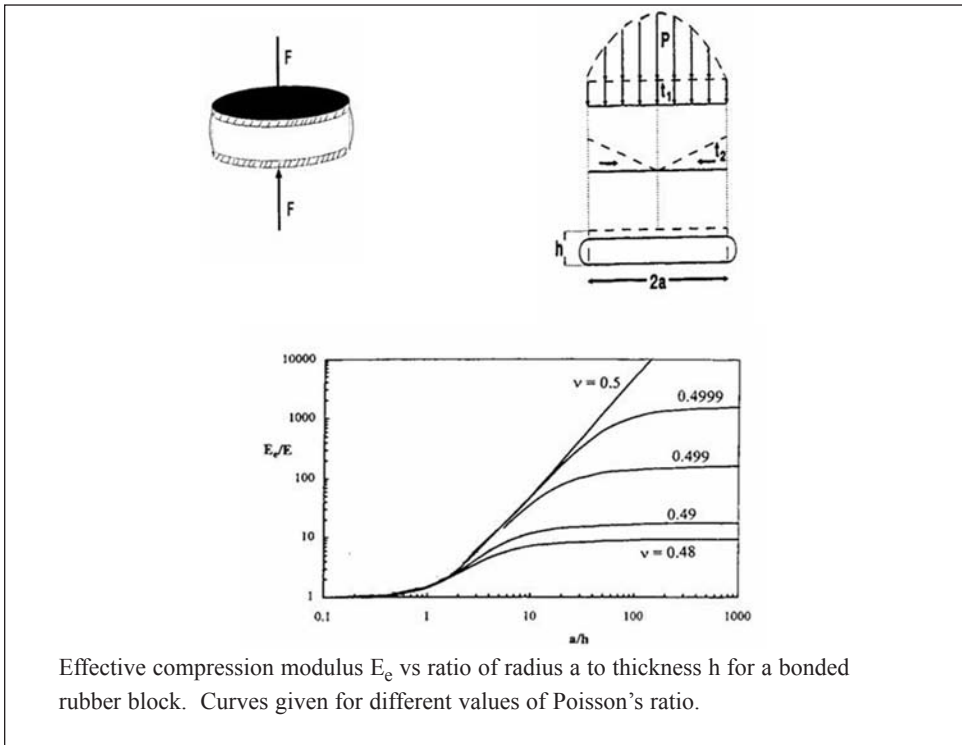 F
F
P
t₁
t₂
h
2a
10000
1000
100
10
1
Eₑ/E
ν = 0.5
0.4999
0.499
0.49
ν = 0.48
0.1
1
10
100
1000
a/h
Effective compression modulus Eₑ vs ratio of radius a to thickness h for a bonded
rubber block. Curves given for different values of Poisson’s ratio.